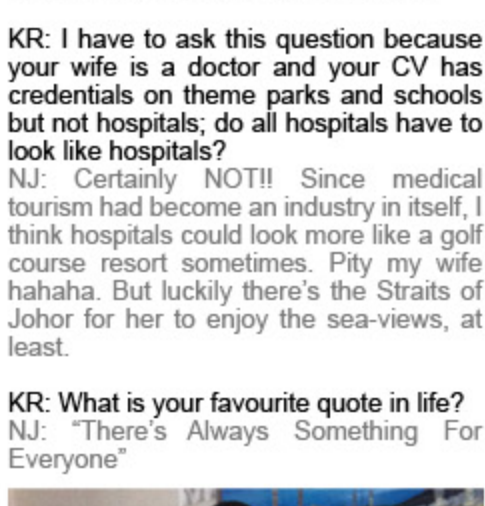 KR: I have to ask this question because
your wife is a doctor and your CV has
credentials on theme parks and schools
but not hospitals; do all hospitals have to
look like hospitals?
NJ: Certainly NOT!! Since medical
tourism had become an industry in itself, I
think hospitals could look more like a golf
course resort sometimes. Pity my wife
hahaha. But luckily there's the Straits of
Johor for her to enjoy the sea-views, at
least.
KR: What is your favourite quote in life?
NJ: “There's Always Something For
Everyone”